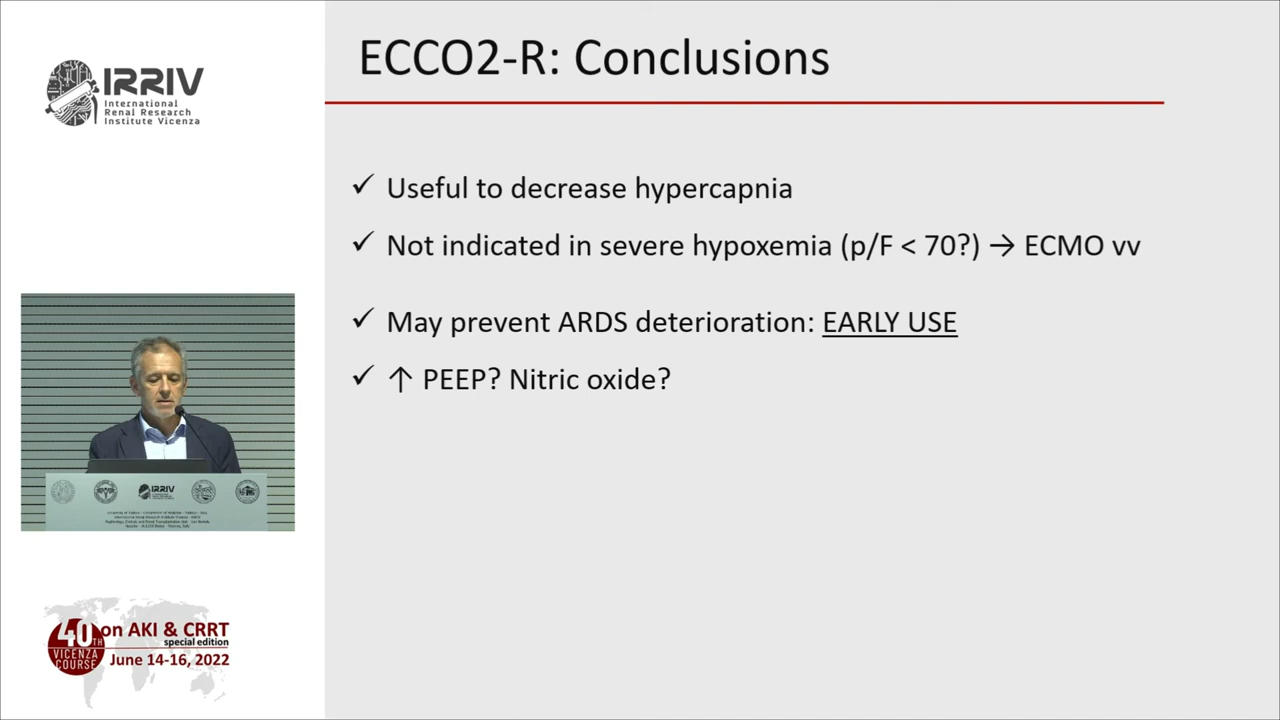 ECCO2-R: Conclusions
IRRIV
International
Renal Research
Institute Vicenza
✓ Useful to decrease hypercapnia
✓ Not indicated in severe hypoxemia (p/F < 70?) → ECMO vv
✓ May prevent ARDS deterioration: EARLY USE
✓ ↑ PEEP? Nitric oxide?
IRRIV
40TH
VICENZA
COURSE
on AKI & CRRT
special edition
June 14-16, 2022